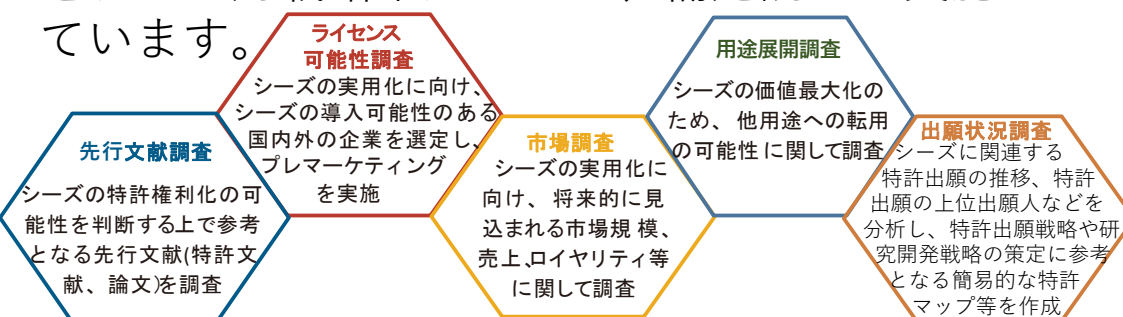 ています。
先行文献調査
シーズの特許権利化の可
能性を判断する上で参考
となる先行文献(特許文
献、論文)を調査
ライセンス
可能性調査
シーズの実用化に向け、
シーズの導入可能性のある
国内外の企業を選定し、
プレマーケティング
を実施
市場調査
シーズの実用化に
向け、将来的に見
込まれる市場規模、
売上、ロイヤリティ等
に関して調査
用途展開調査
シーズの価値最大化の
ため、他用途への転用
の可能性に関して調査
出願状況調査
シーズに関連する
特許出願の推移、特許
出願の上位出願人などを
分析し、特許出願戦略や研
究開発戦略の策定に参考
となる簡易的な特許
マップ等を作成